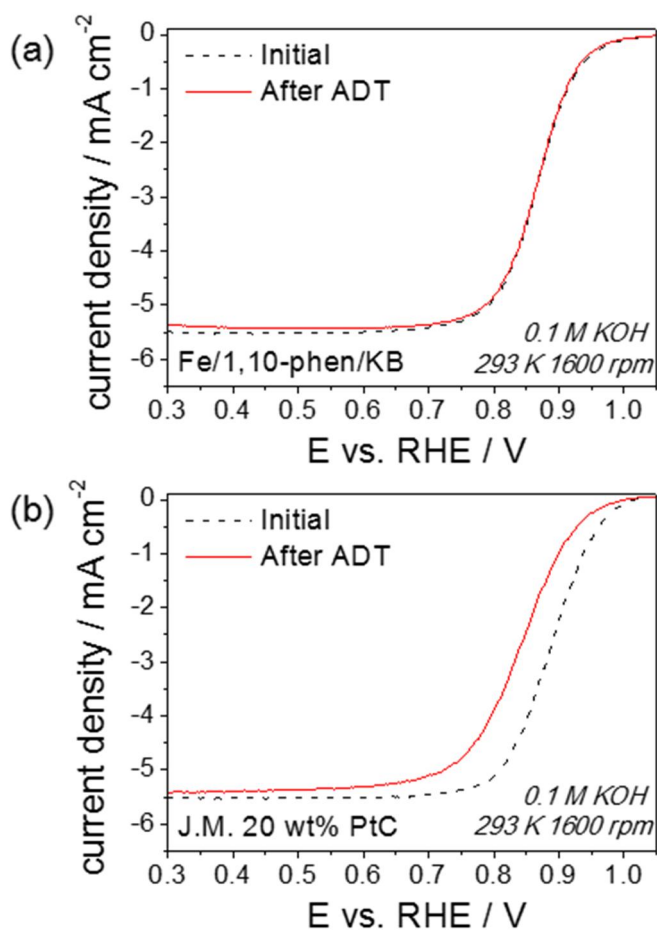 (a)
Initial
After ADT
0
-1
-2
-3
-4
-5
-6
current density / mA cm⁻²
0.1 M KOH
Fe/1,10-phen/KB
293 K 1600 rpm
0.3 0.4 0.5 0.6 0.7 0.8 0.9 1.0
E vs. RHE / V
(b)
Initial
After ADT
0
-1
-2
-3
-4
-5
-6
current density / mA cm⁻²
0.1 M KOH
J.M. 20 wt% PtC
293 K 1600 rpm
0.3 0.4 0.5 0.6 0.7 0.8 0.9 1.0
E vs. RHE / V